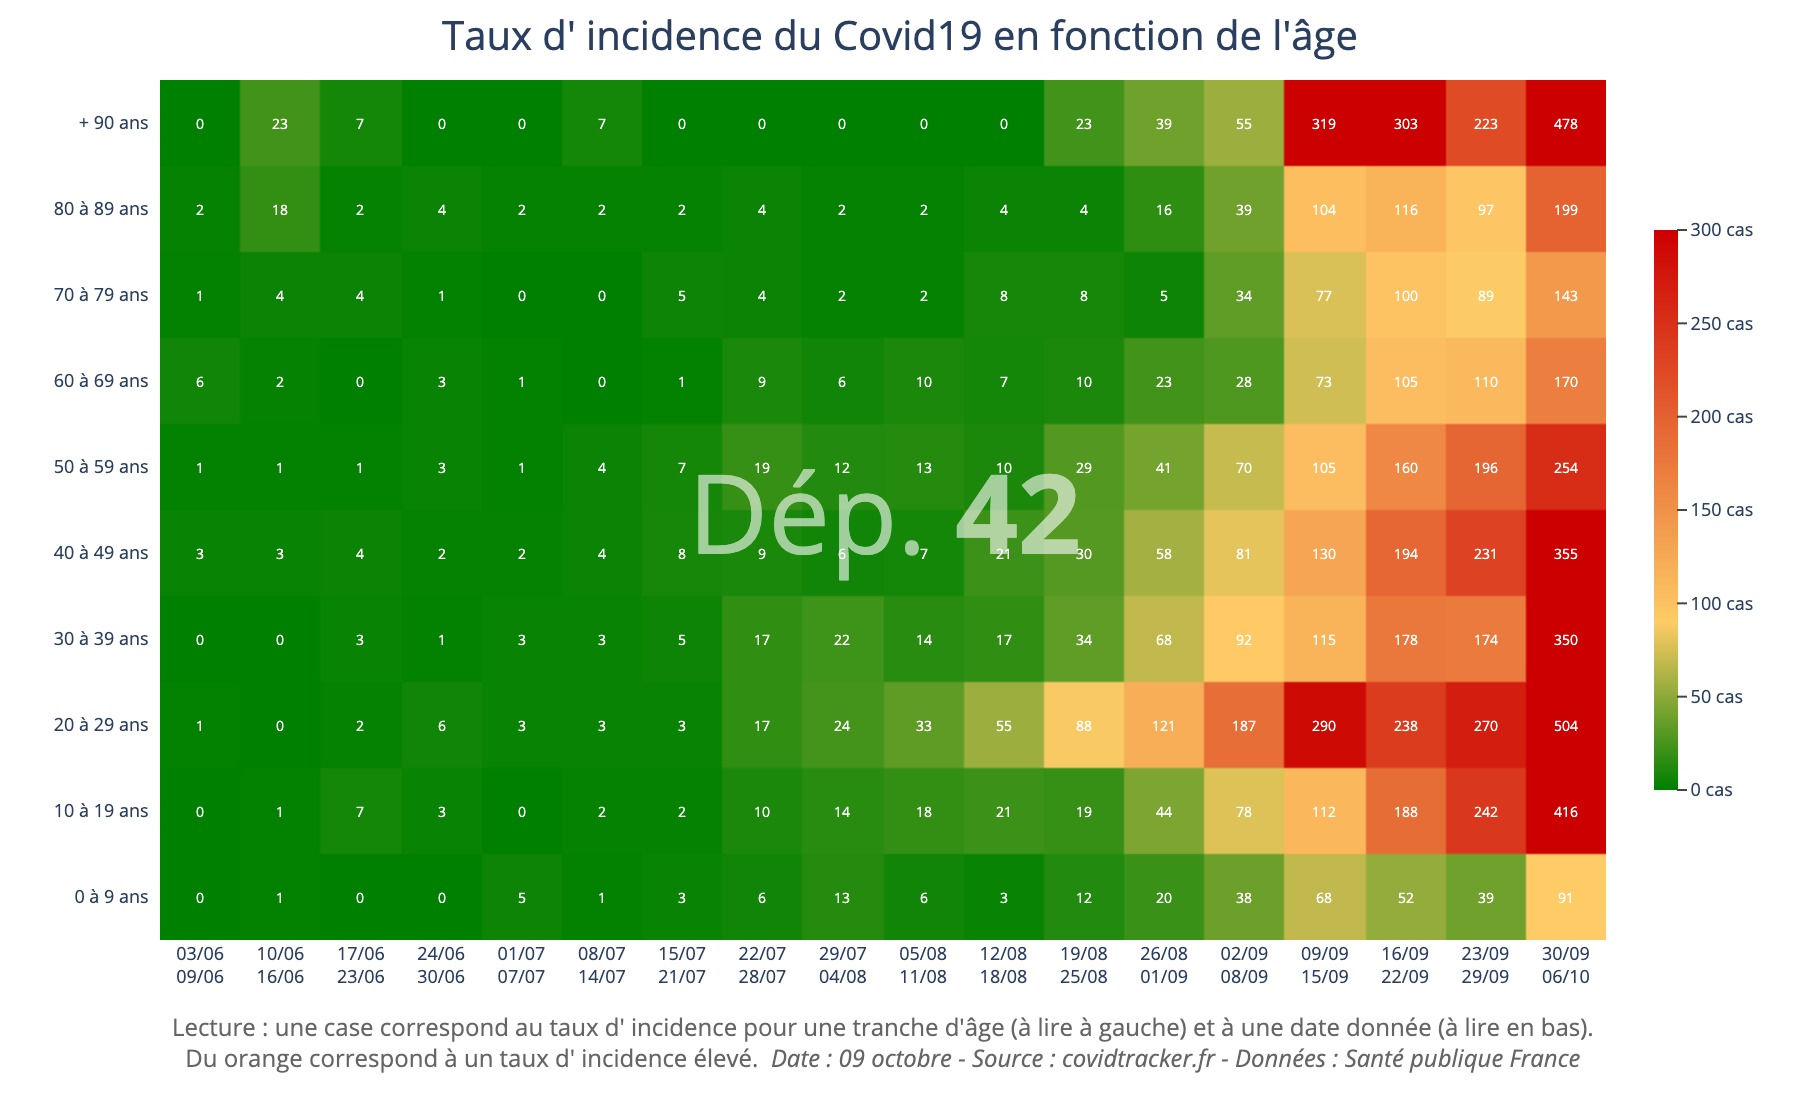 Taux d' incidence du Covid19 en fonction de l'âge
+ 90 ans 0 23 7 0 0 7 0 0 0 0 0 23 39 55 319 303 223 478
80 à 89 ans 2 18 2 4 2 2 2 4 2 2 4 4 16 39 104 116 97 199
300 cas
70 à 79 ans 1 4 4 1 0 0 5 4 2 2 8 8 5 34 77 100 89 143
250 cas
60 à 69 ans 6 2 0 3 1 0 1 9 6 10 7 10 23 28 73 105 110 170
200 cas
50 à 59 ans 1 1 1 3 1 4 7 19 12 13 10 29 41 70 105 160 196 254
150 cas
Dép. 42
40 à 49 ans 3 3 4 2 2 4 8 9 6 7 21 30 58 81 130 194 231 355
100 cas
30 à 39 ans 0 0 3 1 3 3 5 17 22 14 17 34 68 92 115 178 174 350
50 cas
20 à 29 ans 1 0 2 6 3 3 3 17 24 33 55 88 121 187 290 238 270 504
0 cas
10 à 19 ans 0 1 7 3 0 2 2 10 14 18 21 19 44 78 112 188 242 416
0 à 9 ans 0 1 0 0 5 1 3 6 13 6 3 12 20 38 68 52 39 91
03/06 10/06 17/06 24/06 01/07 08/07 15/07 22/07 29/07 05/08 12/08 19/08 26/08 02/09 09/09 16/09 23/09 30/09
09/06 16/06 23/06 30/06 07/07 14/07 21/07 28/07 04/08 11/08 18/08 25/08 01/09 08/09 15/09 22/09 29/09 06/10
Lecture : une case correspond au taux d' incidence pour une tranche d'âge (à lire à gauche) et à une date donnée (à lire en bas).
Du orange correspond à un taux d' incidence élevé. Date : 09 octobre - Source : covidtracker.fr - Données : Santé publique France